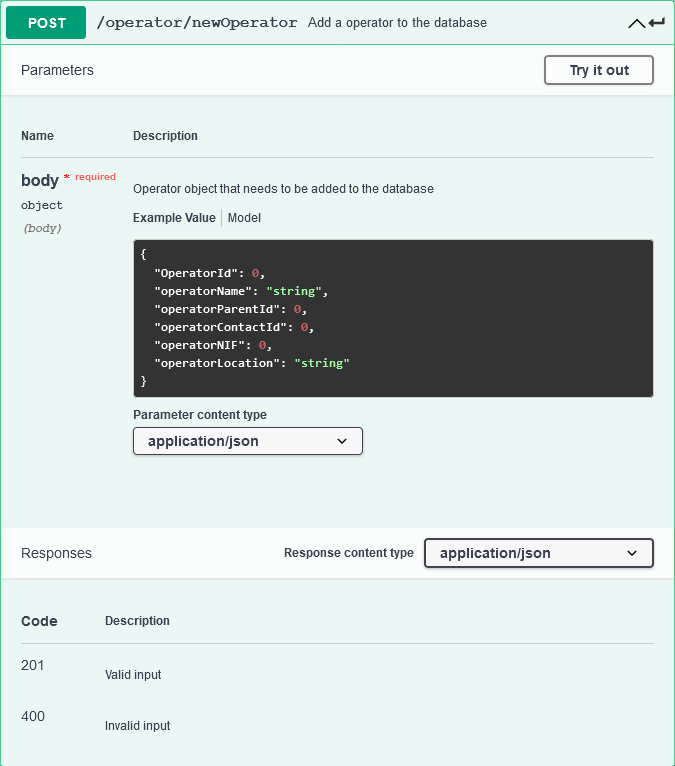 POST /operator/newOperator Add a operator to the database
Parameters Try it out
Name Description
body * required
object
(body)
Operator object that needs to be added to the database
Example Value Model
{
"OperatorId": 0,
"operatorName": "string",
"operatorParentId": 0,
"operatorContactId": 0,
"operatorNIF": 0,
"operatorLocation": "string"
}
Parameter content type
application/json
Responses Response content type application/json
Code Description
201 Valid input
400 Invalid input